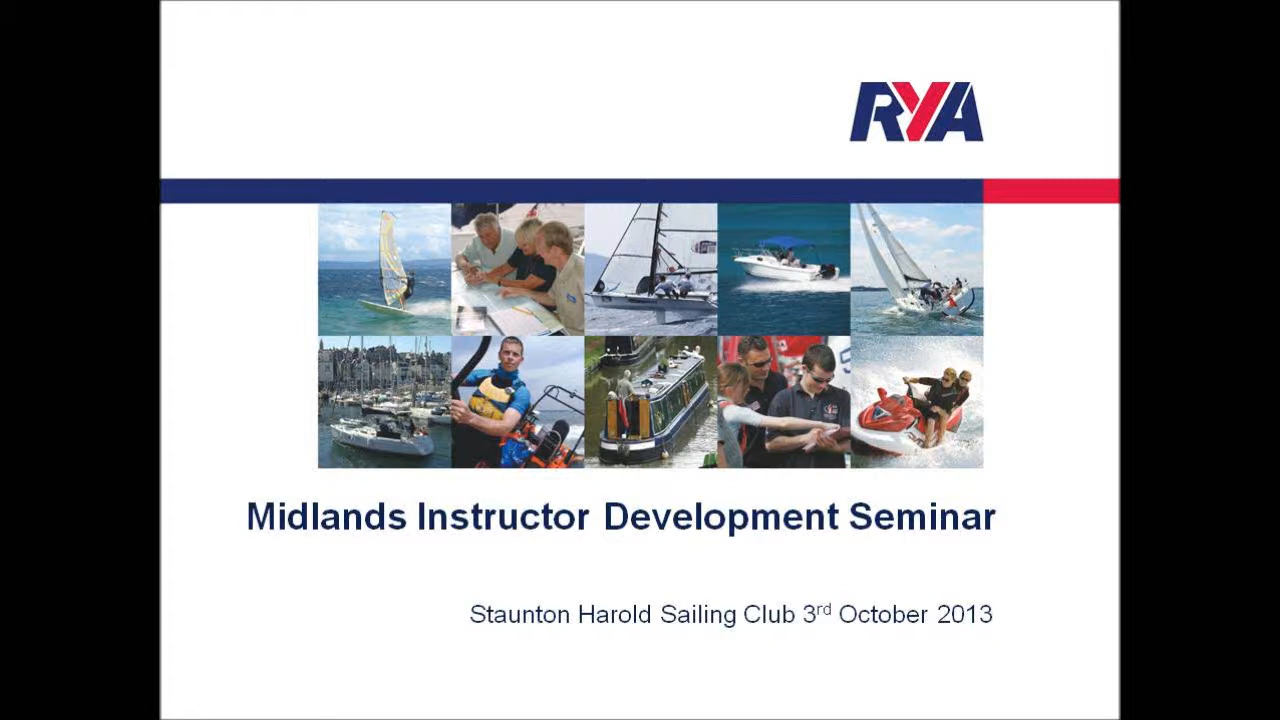 RYA
Midlands Instructor Development Seminar
Staunton Harold Sailing Club 3rd October 2013